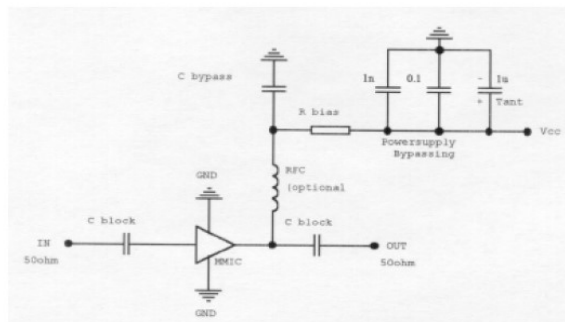 C bypass
1n
0.1
-
1u
+
Tant
R bias
Vcc
Powersupply
Bypassing
RFC
(optional
GND
C block
C block
IN
OUT
50ohm
MMIC
50ohm
GND